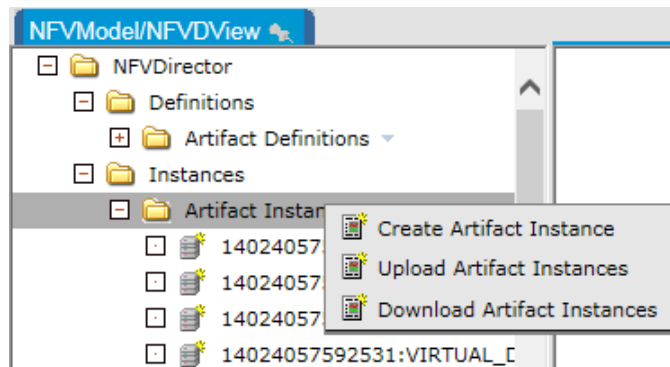 NFVModel/NFVDView
NFVDirector
Definitions
Artifact Definitions
Instances
Artifact Instan
Create Artifact Instance
14024057
Upload Artifact Instances
14024057
Download Artifact Instances
14024057
14024057592531:VIRTUAL_D